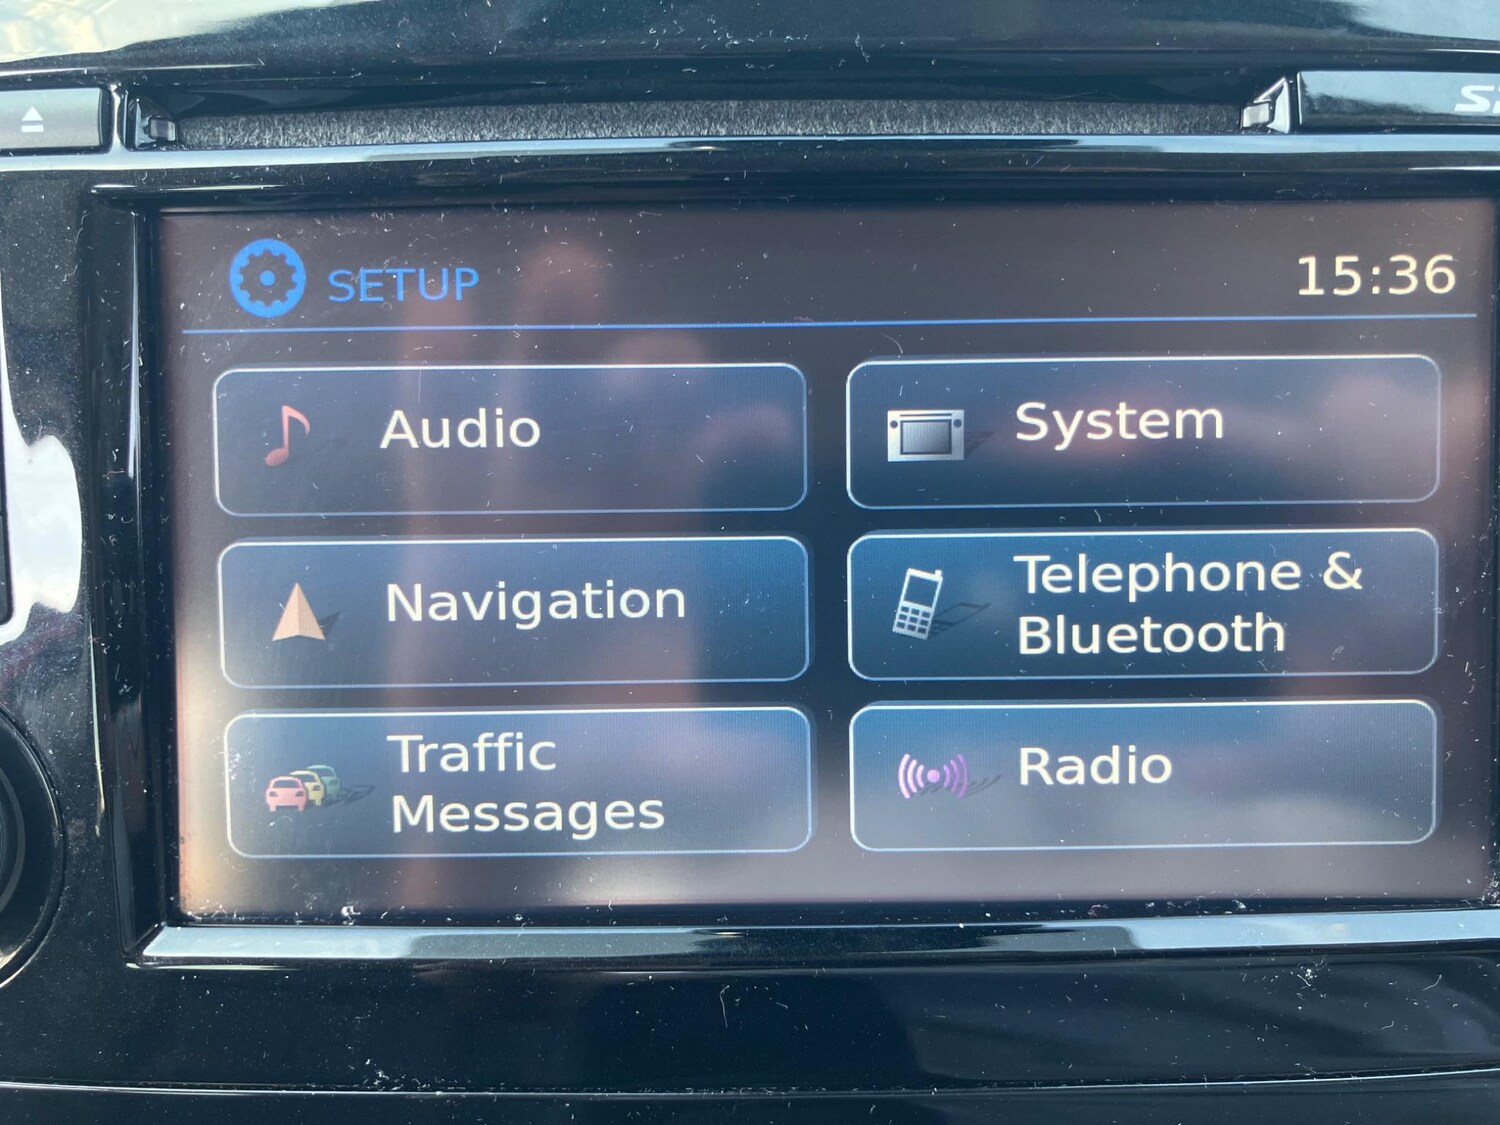 SETUP
15:36
Audio
System
Navigation
Telephone &
Bluetooth
Traffic
Messages
Radio